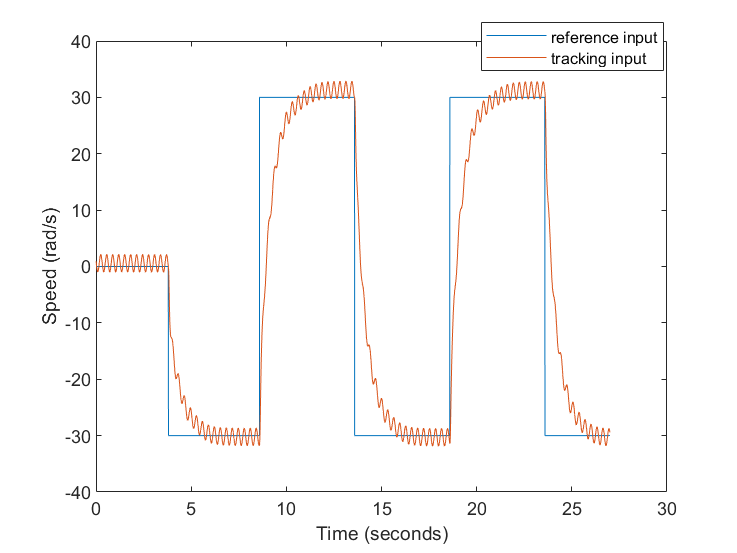 reference input
tracking input
40
30
20
10
0
-10
-20
-30
-40
Speed (rad/s)
0 5 10 15 20 25 30
Time (seconds)